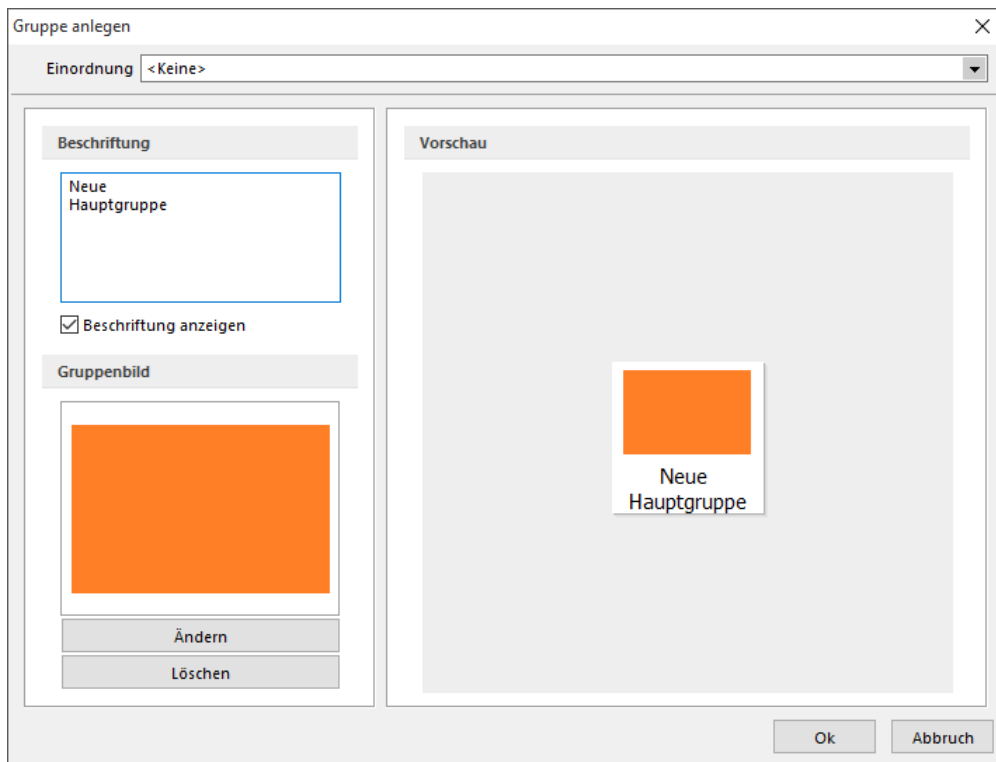 Gruppe anlegen
Einordnung <Keine>
Beschriftung
Neue
Hauptgruppe
Beschriftung anzeigen
Gruppenbild
Ändern
Löschen
Vorschau
Neue
Hauptgruppe
Ok Abbruch